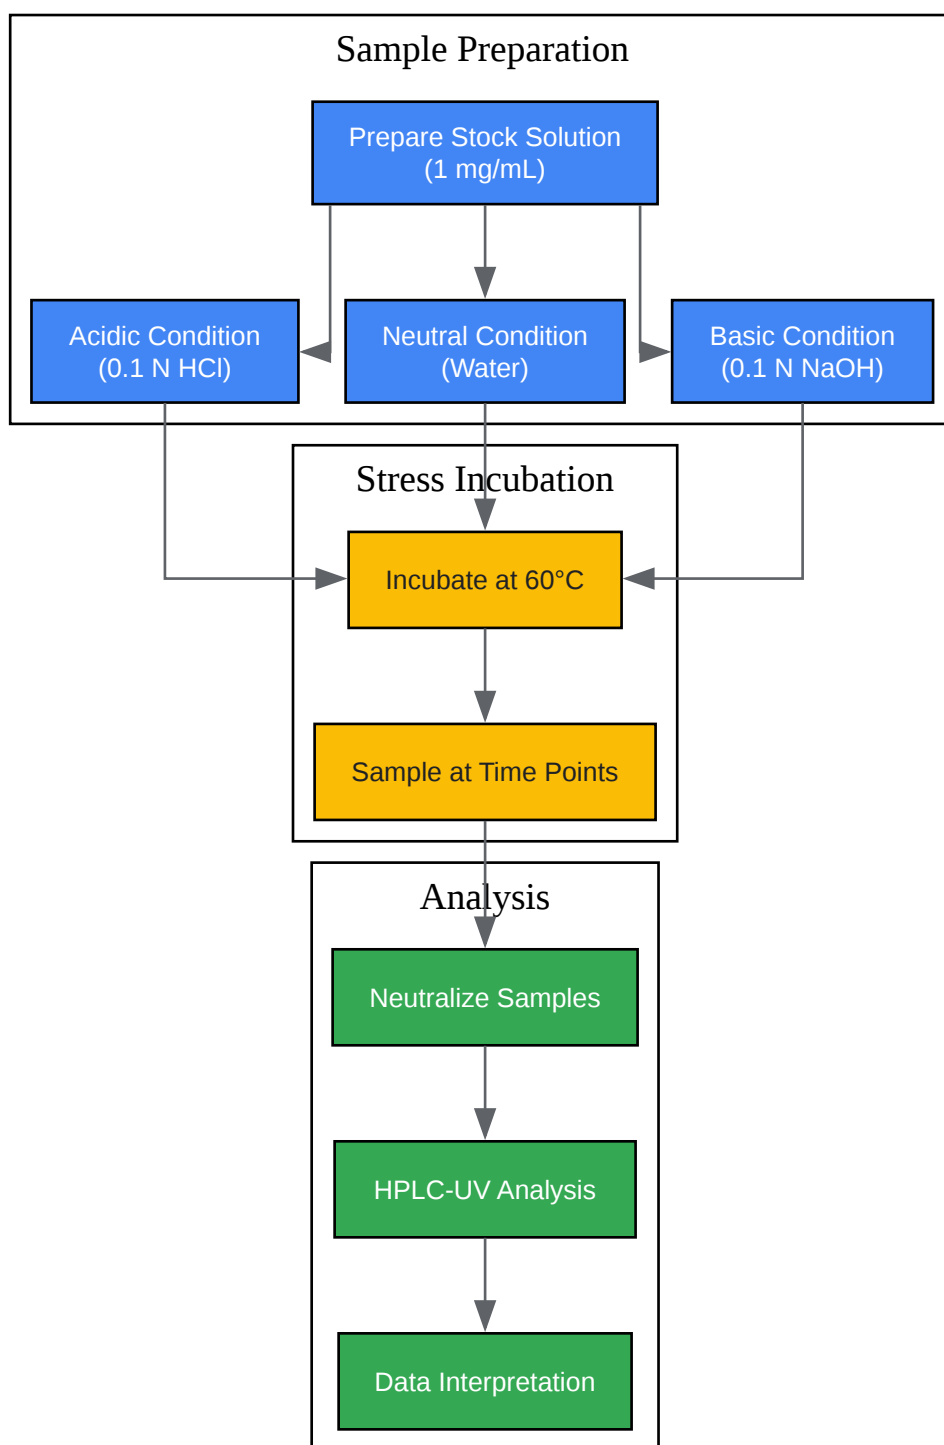 Sample Preparation
Prepare Stock Solution
(1 mg/mL)
Acidic Condition
(0.1 N HCl)
Neutral Condition
(Water)
Basic Condition
(0.1 N NaOH)
Stress Incubation
Incubate at 60°C
Sample at Time Points
Analysis
Neutralize Samples
HPLC-UV Analysis
Data Interpretation